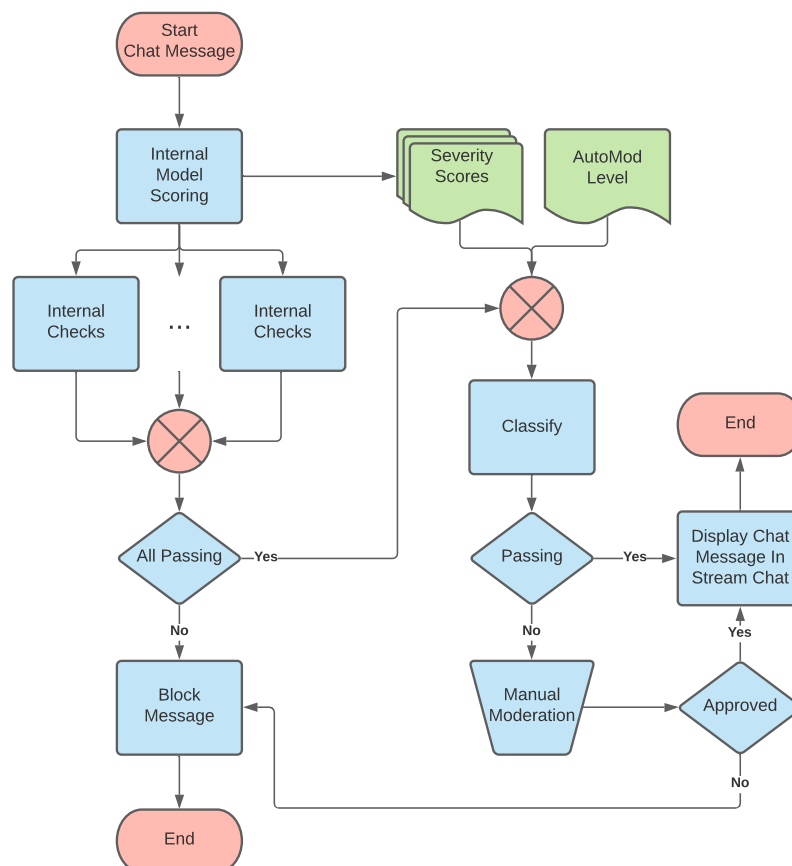 Start
Chat Message
Internal
Model
Scoring
Severity
Scores
AutoMod
Level
Internal
Checks
...
Internal
Checks
Classify
End
All Passing
Yes
Passing
Yes
Display Chat
Message In
Stream Chat
No
No
Yes
Block
Message
Manual
Moderation
Approved
No
End